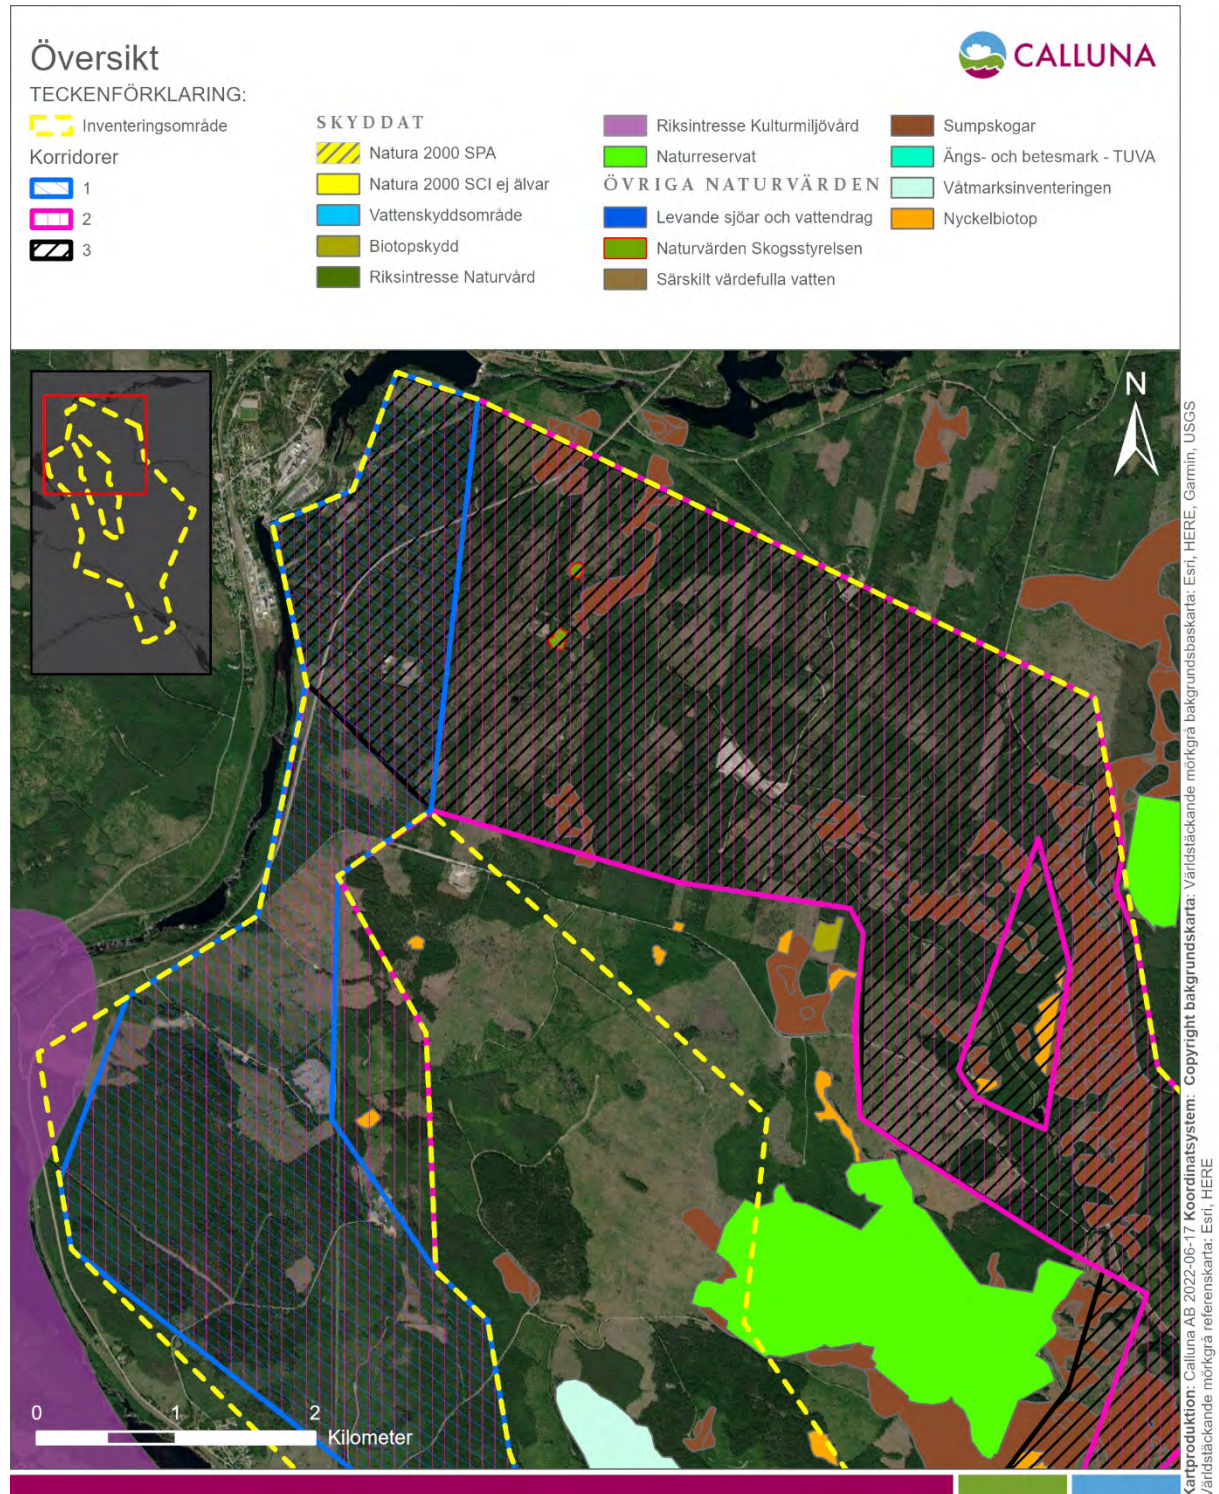 Översikt
CALLUNA
TECKENFÖRKLARING:
Inventeringsområde
Korridorer
1
2
3
SKYDDAT
Natura 2000 SPA
Natura 2000 SCI ej älvar
Vattenskyddsområde
Biotopskydd
Riksintresse Naturvård
Riksintresse Kulturmiljövård
Naturreservat
ÖVRIGA NATURVÄRDEN
Levande sjöar och vattendrag
Naturvärden Skogsstyrelsen
Särskilt värdefulla vatten
Sumpskogar
Ängs- och betesmark - TUVA
Våtmarksinventeringen
Nyckelbiotop
N
0 1 2
Kilometer
Kartproduktion: Calluna AB 2022-06-17 Koordinatsystem: Copyright bakgrundskarta: Världstäckande mörkgrå bakgrundsbaskarta: Esri, HERE, Garmin, USGS
Världstäckande mörkgrå referenskarta: Esri, HERE